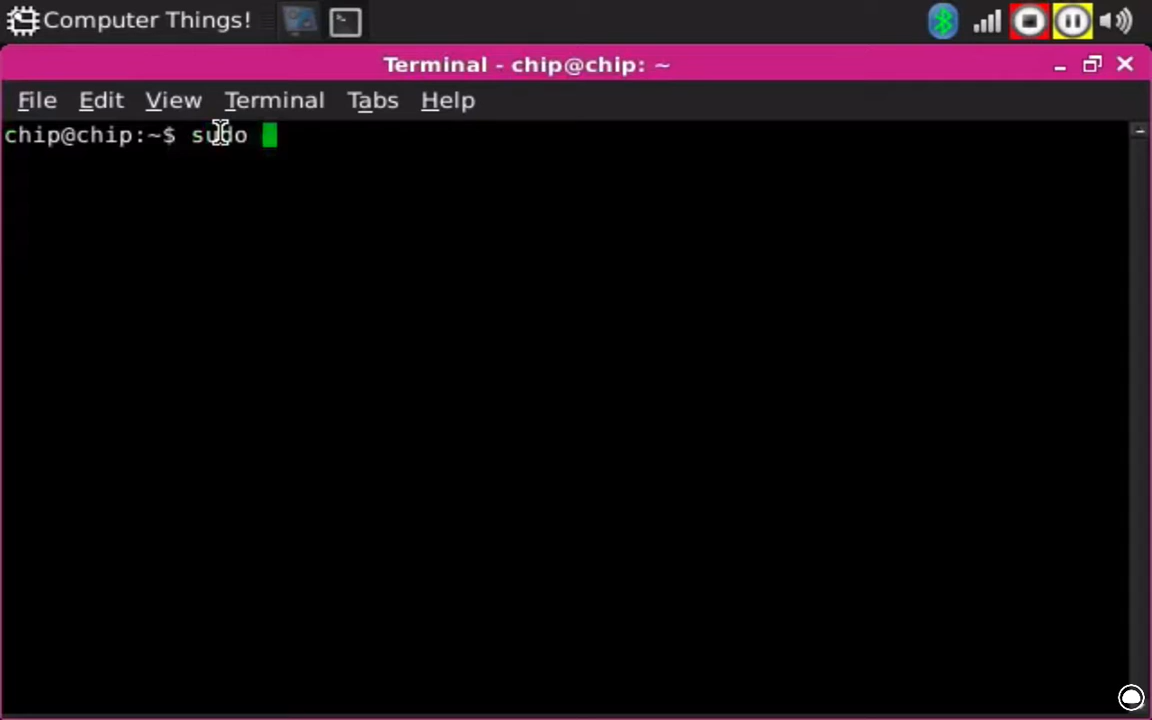 Computer Things!
Terminal - chip@chip: ~
File Edit View Terminal Tabs Help
chip@chip:~$ sudo